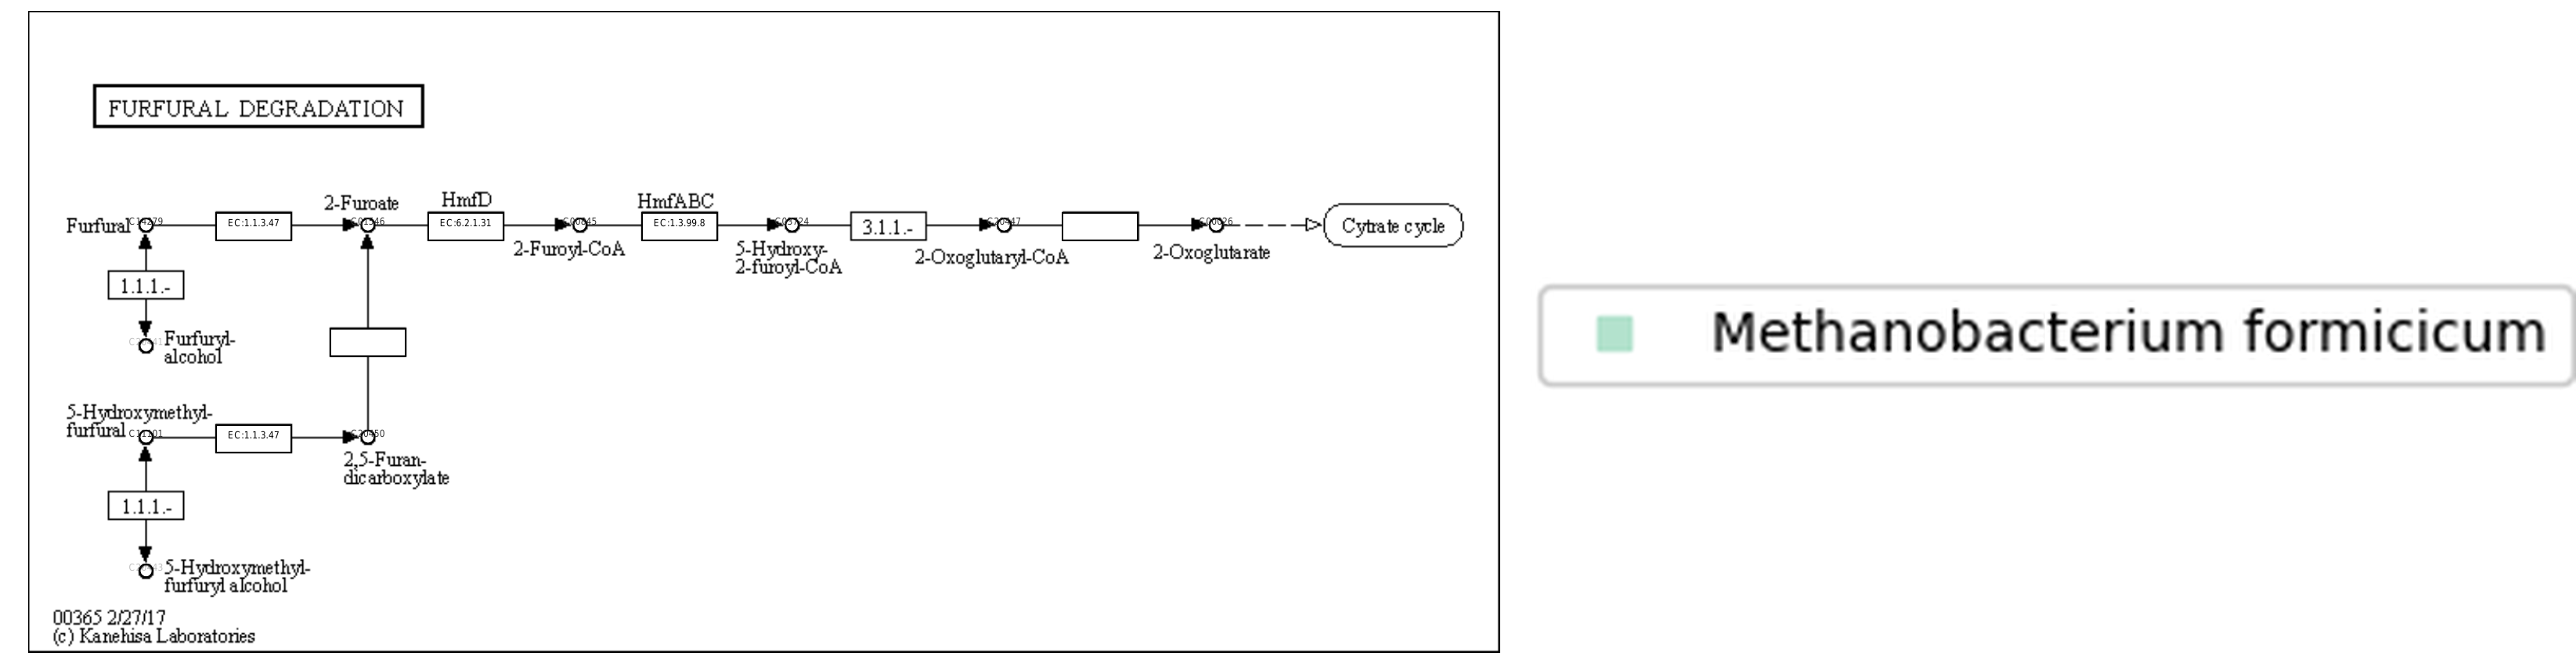 FURFURAL DEGRADATION
2-Furoate
HmfD
HmfABC
Furfural
EC:1.1.3.47
EC:6.2.1.31
EC:1.3.99.8
3.1.1.-
Cytrate cycle
2-Furoyl-CoA
5-Hydroxy-
2-furoyl-CoA
2-Oxoglutaryl-CoA
2-Oxoglutarate
1.1.1.-
Furfuryl-
alcohol
5-Hydroxymethyl-
furfural
EC:1.1.3.47
2,5-Furan-
dicarboxylate
1.1.1.-
5-Hydroxymethyl-
furfuryl alcohol
00365 2/27/17
(c) Kanehisa Laboratories
Methanobacterium formicicum